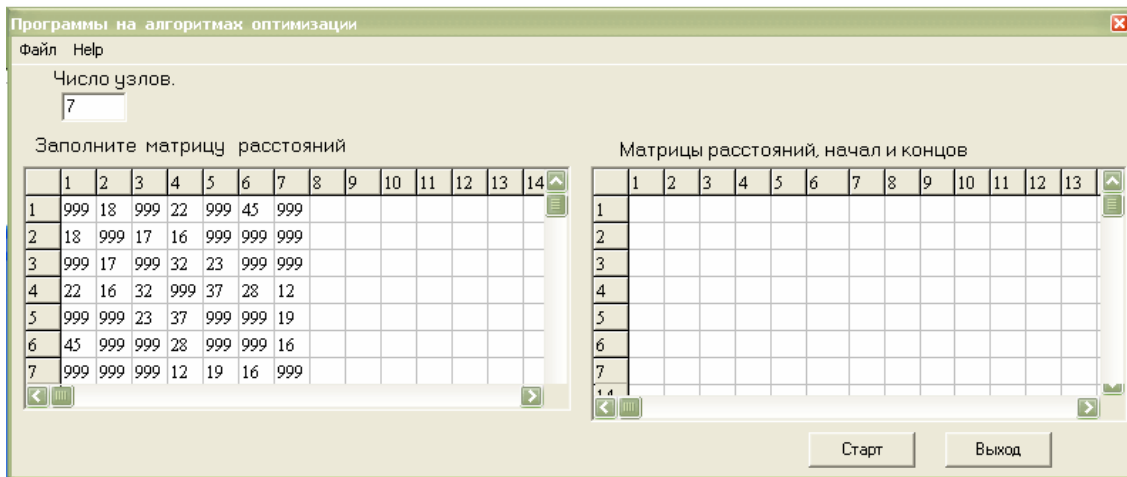 Программы на алгоритмах оптимизации
Файл Help
Число узлов.
7
Заполните матрицу расстояний
1 2 3 4 5 6 7 8 9 10 11 12 13 14
1 999 18 999 22 999 45 999
2 18 999 17 16 999 999 999
3 999 17 999 32 23 999 999
4 22 16 32 999 37 28 12
5 999 999 23 37 999 999 19
6 45 999 999 28 999 999 16
7 999 999 999 12 19 16 999
Матрицы расстояний, начал и концов
1 2 3 4 5 6 7 8 9 10 11 12 13
1
2
3
4
5
6
7
14
Старт Выход